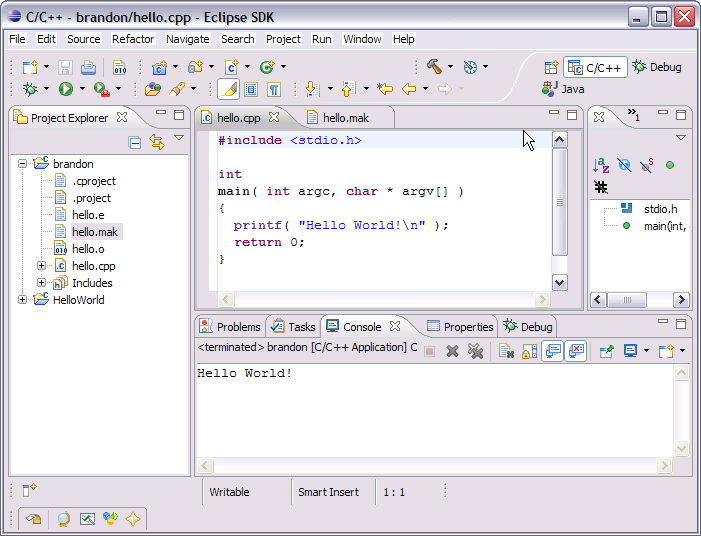 C/C++ - brandon/hello.cpp - Eclipse SDK
File Edit Source Refactor Navigate Search Project Run Window Help
010
C/C++ Debug
Java
Project Explorer
brandon
.cproject
.project
hello.e
hello.mak
hello.o
hello.cpp
Includes
HelloWorld
hello.cpp hello.mak
#include <stdio.h>
int
main( int argc, char * argv[] )
{
printf( "Hello World!\n" );
return 0;
}
»1
stdio.h
main(int,
Problems Tasks Console Properties Debug
<terminated> brandon [C/C++ Application] C
Hello World!
Writable Smart Insert 1 : 1